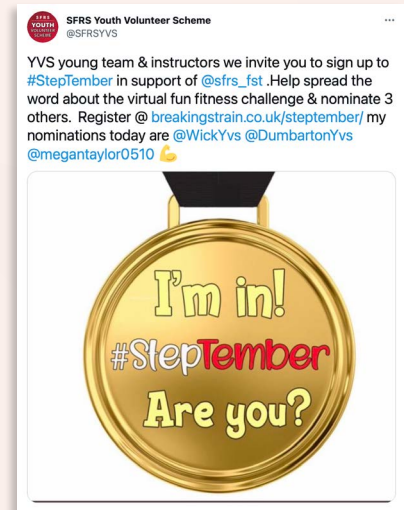 SFRS
YOUTH
VOLUNTEER
SCHEME
SFRS Youth Volunteer Scheme
@SFRSYVS
YVS young team & instructors we invite you to sign up to
#StepTember in support of @sfrs_fst .Help spread the
word about the virtual fun fitness challenge & nominate 3
others.  Register @ breakingstrain.co.uk/steptember/ my
nominations today are @WickYvs @DumbartonYvs
@megantaylor0510 💪
I'm in!
#StepTember
Are you?